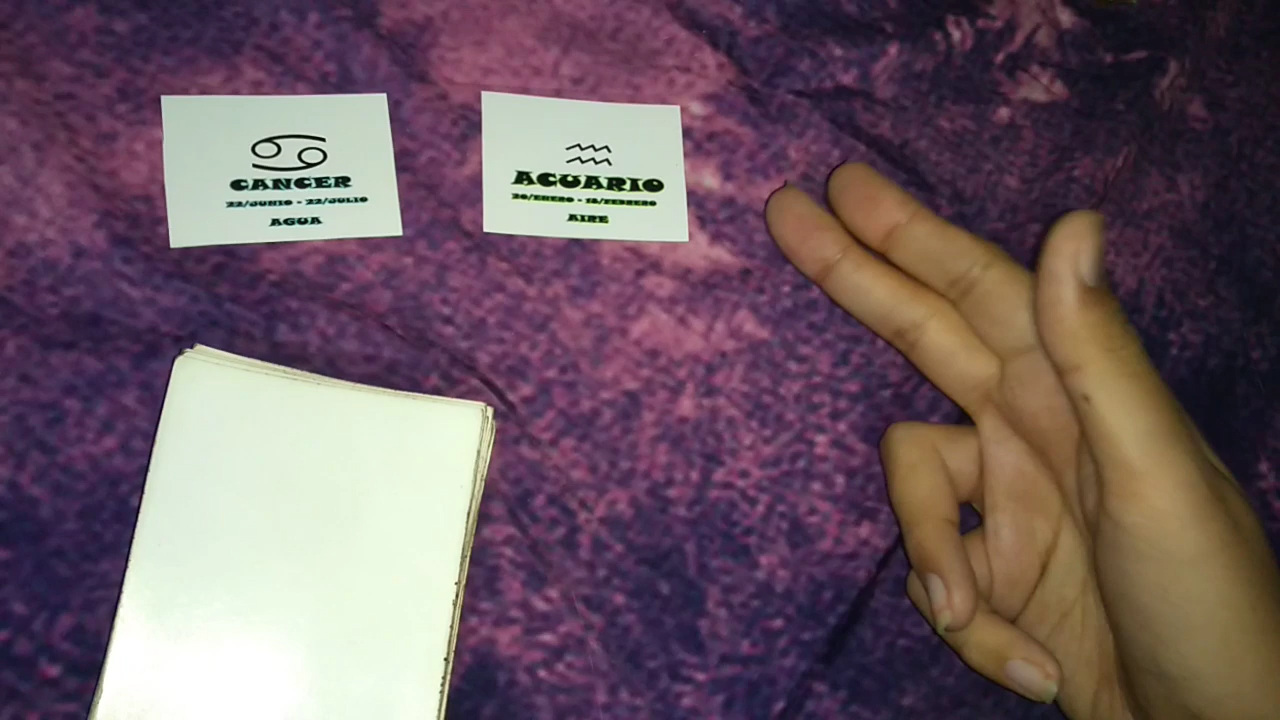 CANCER
22/JUNIO - 22/JULIO
AGUA
ACUARIO
20/ENERO - 18/FEBRERO
AIRE